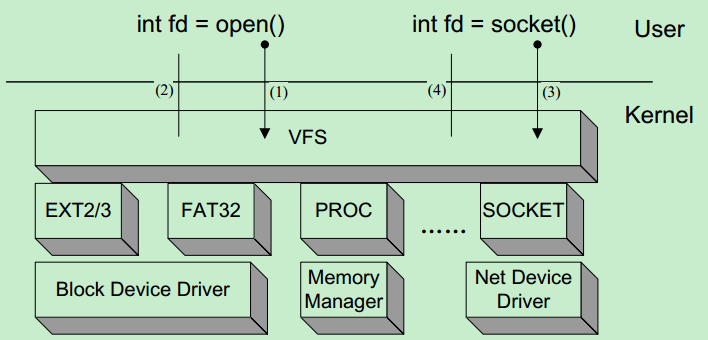 int fd = open()
int fd = socket()
User
(2)
(1)
(4)
(3)
Kernel
VFS
EXT2/3
FAT32
PROC
......
SOCKET
Block Device Driver
Memory
Manager
Net Device
Driver